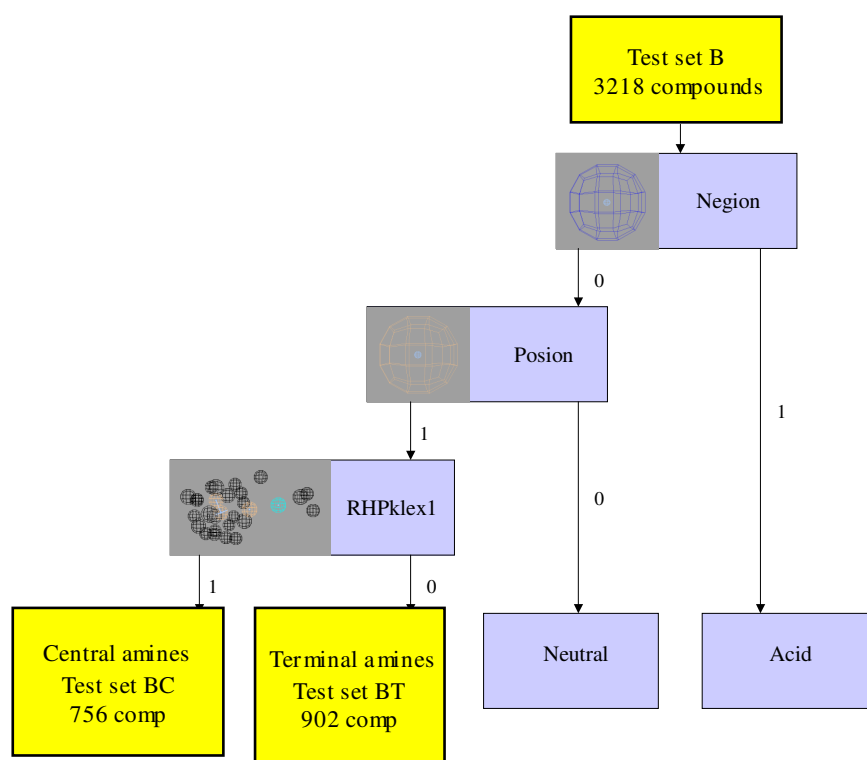 Test set B
3218 compounds
Negion
0
Posion
1
1
0
RHPklex1
1
0
Central amines
Test set BC
756 comp
Terminal amines
Test set BT
902 comp
Neutral
Acid